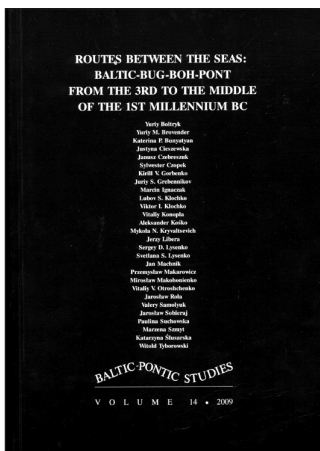 ROUTES BETWEEN THE SEAS:
BALTIC-BUG-BOH-PONT
FROM THE 3RD TO THE MIDDLE
OF THE 1ST MILLENNIUM BC
Yuriy Boltryk
Yuriy M. Brovender
Katerina P. Bunyatyan
Justyna Cieszewska
Janusz Czebreszuk
Sylwester Czopek
Kirill V. Gorbenko
Juriy S. Grebennikov
Marcin Ignaczak
Lubov S. Klochko
Viktor I. Klochko
Vitaliy Konopla
Aleksander Kośko
Mykola N. Kryvaltsevich
Jerzy Libera
Sergey D. Lysenko
Svetlana S. Lysenko
Jan Machnik
Przemysław Makarowicz
Mirosław Makohonienko
Vitaliy V. Otroshchenko
Jarosław Rola
Valery Samolyuk
Jarosław Sobieraj
Paulina Suchowska
Marzena Szmyt
Katarzyna Ślusarska
Witold Tyborowski
BALTIC-PONTIC STUDIES
VOLUME 14 • 2009